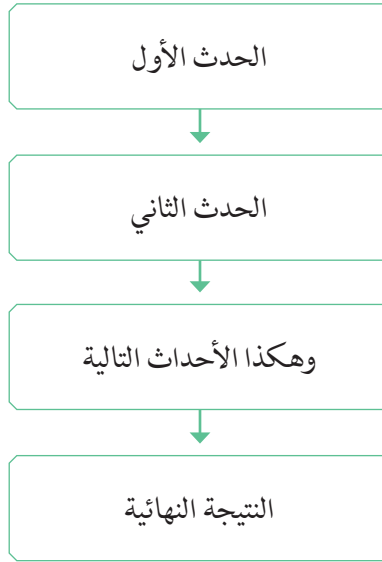 الحدث الأول
الحدث الثاني
وهكذا الأحداث التالية
النتيجة النهائية